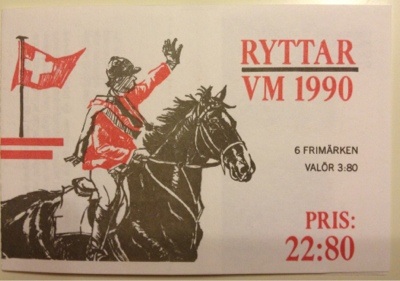 RYTTAR
VM 1990
6 FRIMÄRKEN
VALÖR 3:80
PRIS:
22:80